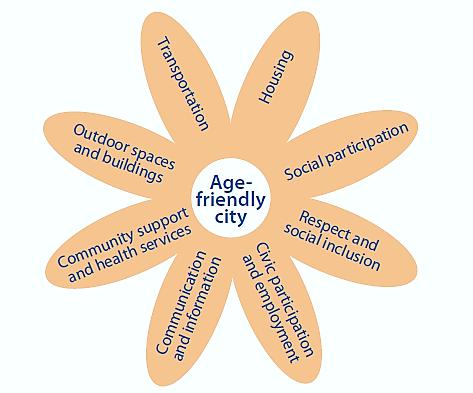 Age-
friendly
city
Transportation
Housing
Social participation
Respect and
social inclusion
Civic participation
and employment
Communication
and information
Community support
and health services
Outdoor spaces
and buildings